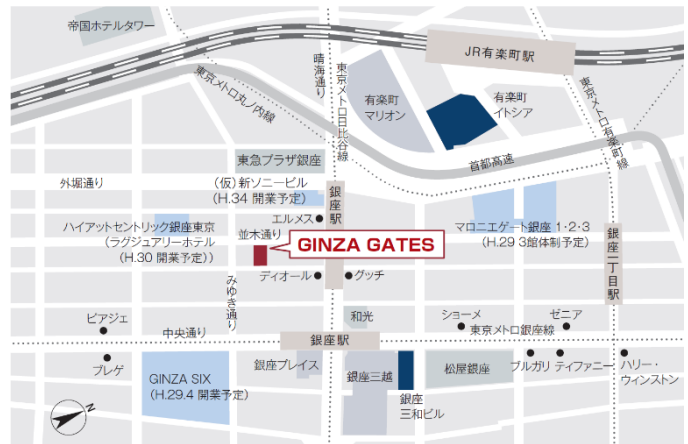 帝国ホテルタワー
JR有楽町駅
晴海通り
東京メトロ日比谷線
東京メトロ丸ノ内線
有楽町
マリオン
有楽町
イトシア
東京メトロ有楽町線
首都高速
東急プラザ銀座
外堀通り
(仮)新ソニービル
(H.34 開業予定)
銀座駅
エルメス
ハイアットセントリック銀座東京
(ラグジュアリーホテル
(H.30 開業予定))
並木通り
GINZA GATES
マロニエゲート銀座 1・2・3
(H.29 3館体制予定)
銀座一丁目駅
みゆき通り
ディオール
グッチ
ピアジェ
中央通り
和光
ショーメ
ゼニア
東京メトロ銀座線
銀座駅
ブレゲ
GINZA SIX
(H.29.4 開業予定)
銀座プレイス
銀座三越
銀座
三和ビル
松屋銀座
ブルガリ
ティファニー
ハリー・
ウィンストン
N